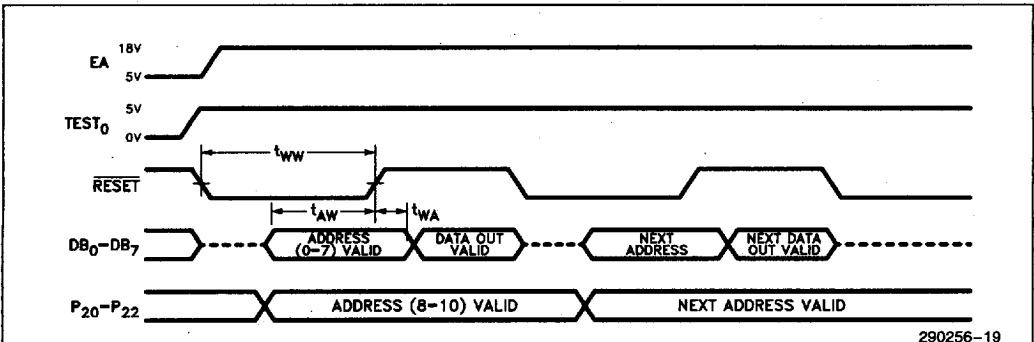 EA 18V
5V
TEST0 5V
0V
tWW
RESET
tAW tWA
DB0–DB7 ADDRESS (0–7) VALID DATA OUT VALID NEXT ADDRESS NEXT DATA OUT VALID
P20–P22 ADDRESS (8–10) VALID NEXT ADDRESS VALID
290256–19